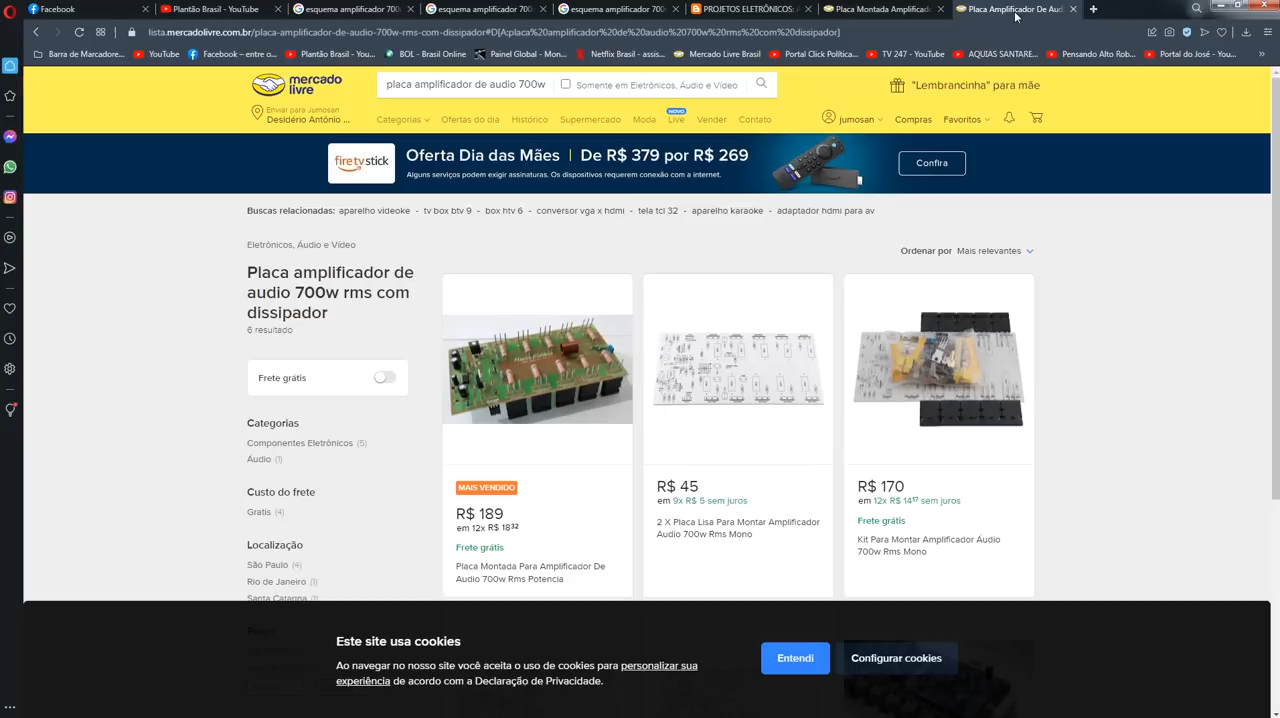 Facebook
Plantão Brasil - YouTube
esquema amplificador 700
esquema amplificador 700
esquema amplificador 700
PROJETOS ELETRÔNICOS:
Placa Montada Amplificad
Placa Amplificador De Aud
lista.mercadolivre.com.br/placa-amplificador-de-audio-700w-rms-com-dissipador#D[A:placa%20amplificador%20de%20audio%20700w%20rms%20com%20dissipador]
Barra de Marcadore...
YouTube
Facebook – entre o...
Plantão Brasil - You...
BOL - Brasil Online
Painel Global - Mon...
Netflix Brasil - assis...
Mercado Livre Brasil
Portal Click Política...
TV 247 - YouTube
AQUIAS SANTARE...
Pensando Alto Rob...
Portal do José - You...
mercado
livre
placa amplificador de audio 700w
Somente em Eletrônicos, Áudio e Vídeo
"Lembrancinha" para mãe
Enviar para Jumosan
Desidério Antônio ...
Categorias
Ofertas do dia
Histórico
Supermercado
Moda
NOVO
Live
Vender
Contato
jumosan
Compras
Favoritos
firetvstick
Oferta Dia das Mães | De R$ 379 por R$ 269
Alguns serviços podem exigir assinaturas. Os dispositivos requerem conexão com a internet.
Confira
Buscas relacionadas: aparelho videoke - tv box btv 9 - box htv 6 - conversor vga x hdmi - tela tcl 32 - aparelho karaoke - adaptador hdmi para av
Eletrônicos, Áudio e Vídeo
Ordenar por Mais relevantes
Placa amplificador de
audio 700w rms com
dissipador
6 resultado
Frete grátis
Categorias
Componentes Eletrônicos (5)
Áudio (1)
Custo do frete
Gratis (4)
Localização
São Paulo (4)
Rio de Janeiro (1)
Santa Catarina (1)
MAIS VENDIDO
R$ 189
em 12x R$ 18³²
Frete grátis
Placa Montada Para Amplificador De
Audio 700w Rms Potencia
R$ 45
em 9x R$ 5 sem juros
2 X Placa Lisa Para Montar Amplificador
Audio 700w Rms Mono
R$ 170
em 12x R$ 14¹⁷ sem juros
Frete grátis
Kit Para Montar Amplificador Áudio
700w Rms Mono
Este site usa cookies
Ao navegar no nosso site você aceita o uso de cookies para personalizar sua
experiência de acordo com a Declaração de Privacidade.
Entendi
Configurar cookies